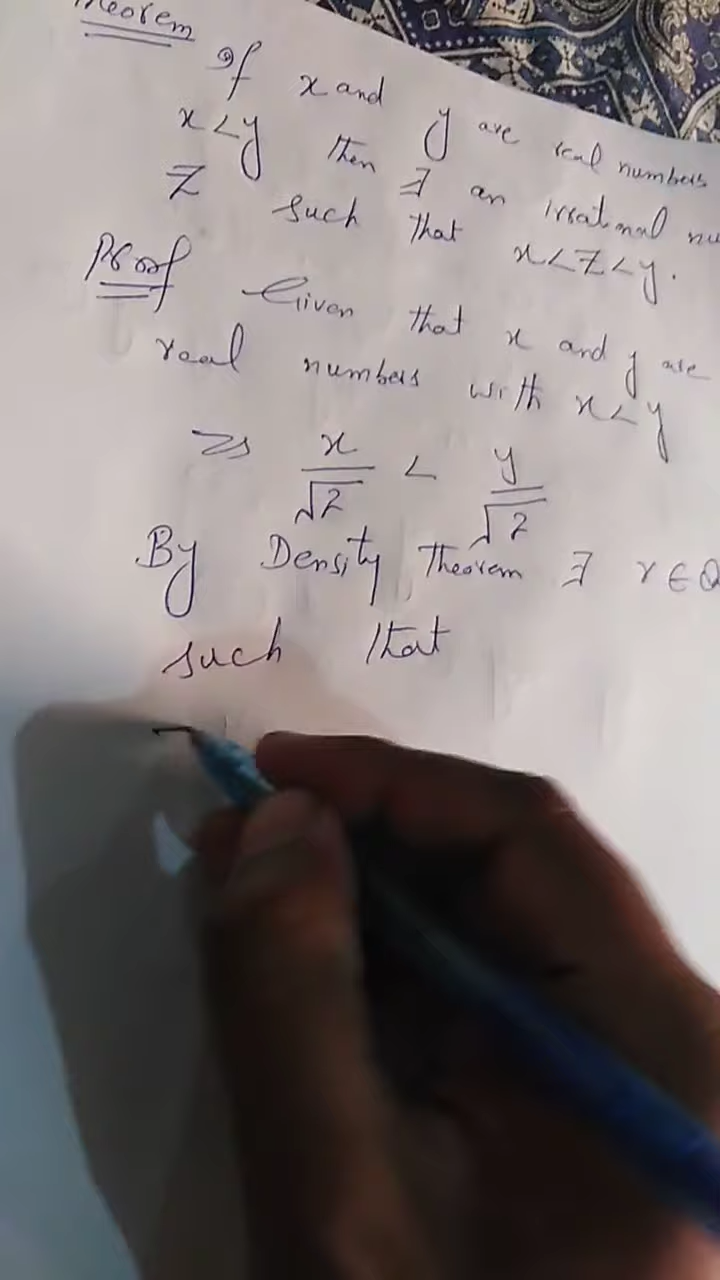 Theorem
If x and y are real numbers
x<y then ∃ an irrational nu
Z such that x<Z<y.
Proof Given that x and y are
real numbers with x<y
⇒ x/√2 < y/√2
By Density Theorem ∃ r∈Q
such that